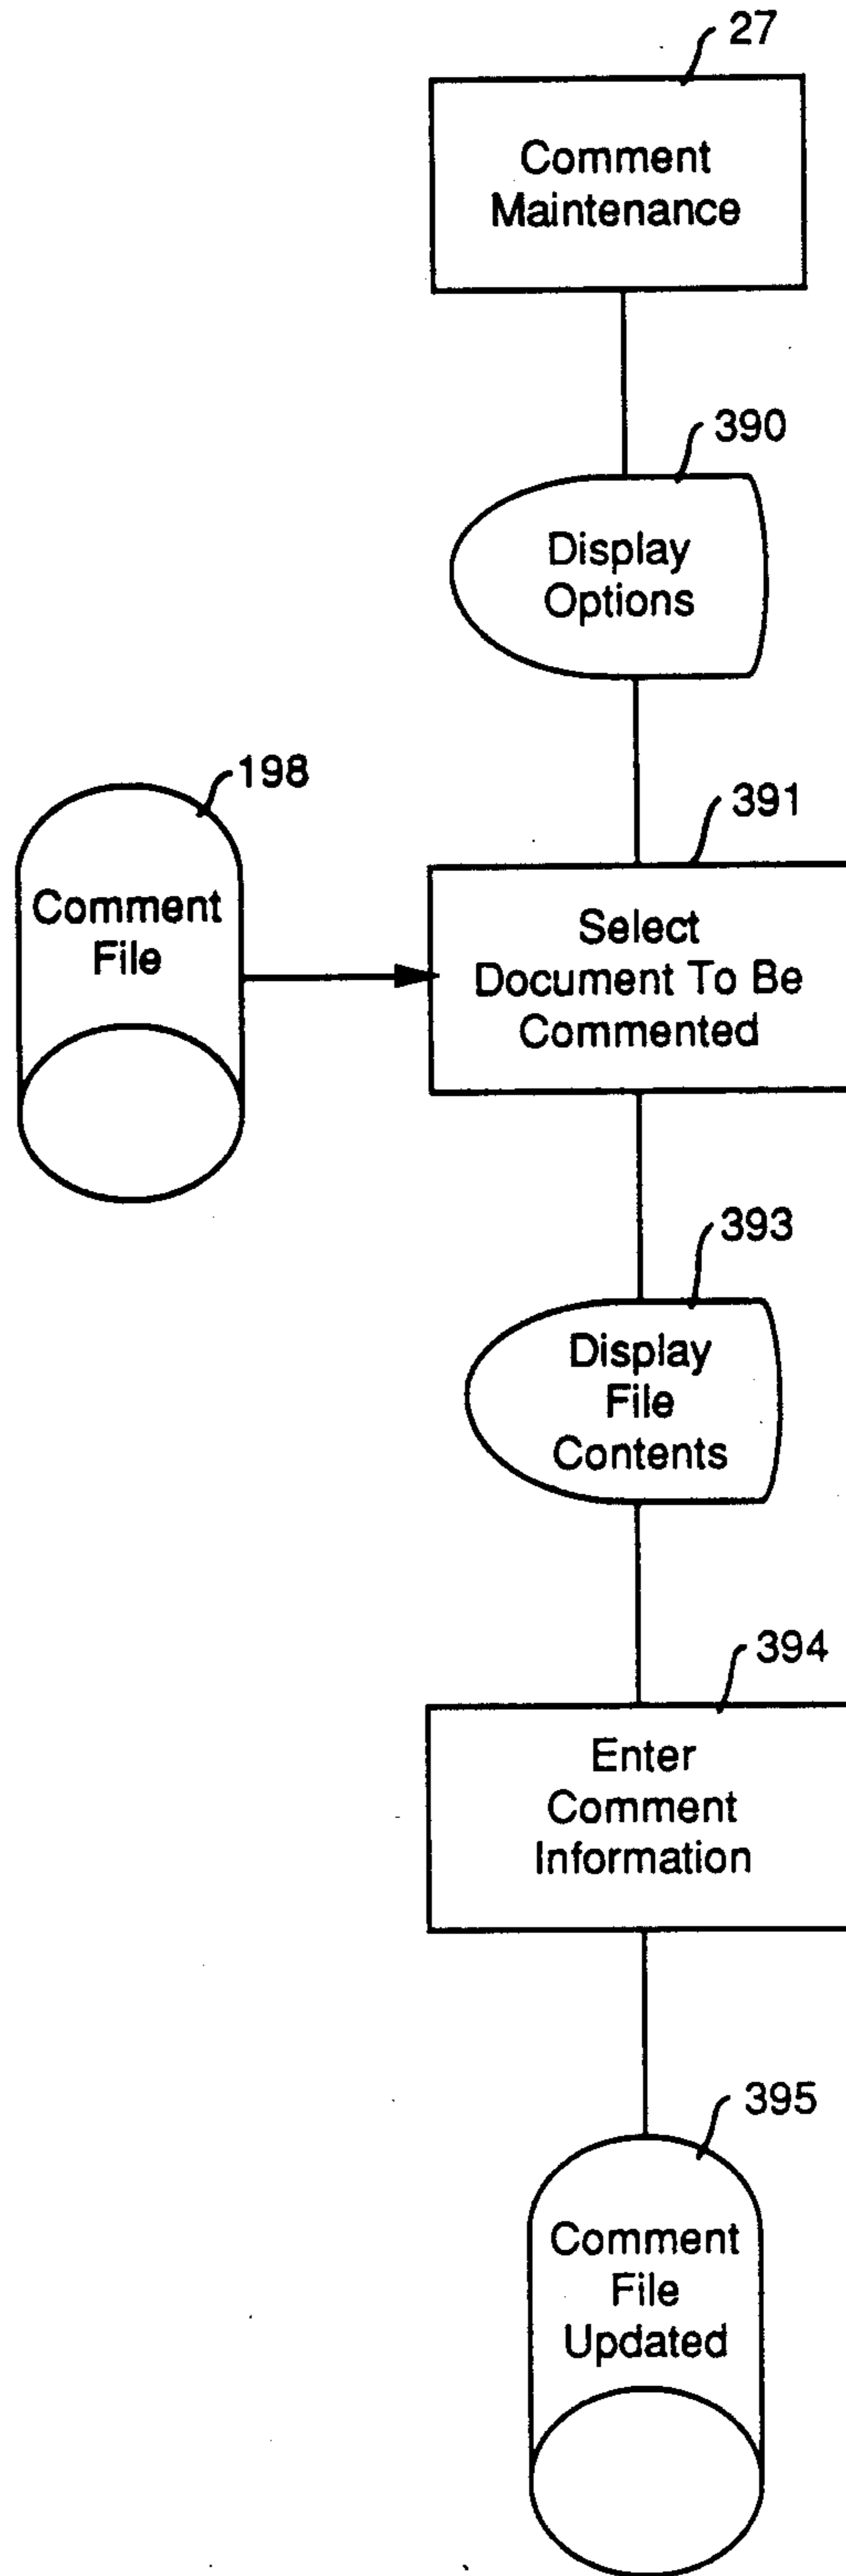 27
Comment
Maintenance
390
Display
Options
198
Comment
File
391
Select
Document To Be
Commented
393
Display
File
Contents
394
Enter
Comment
Information
395
Comment
File
Updated